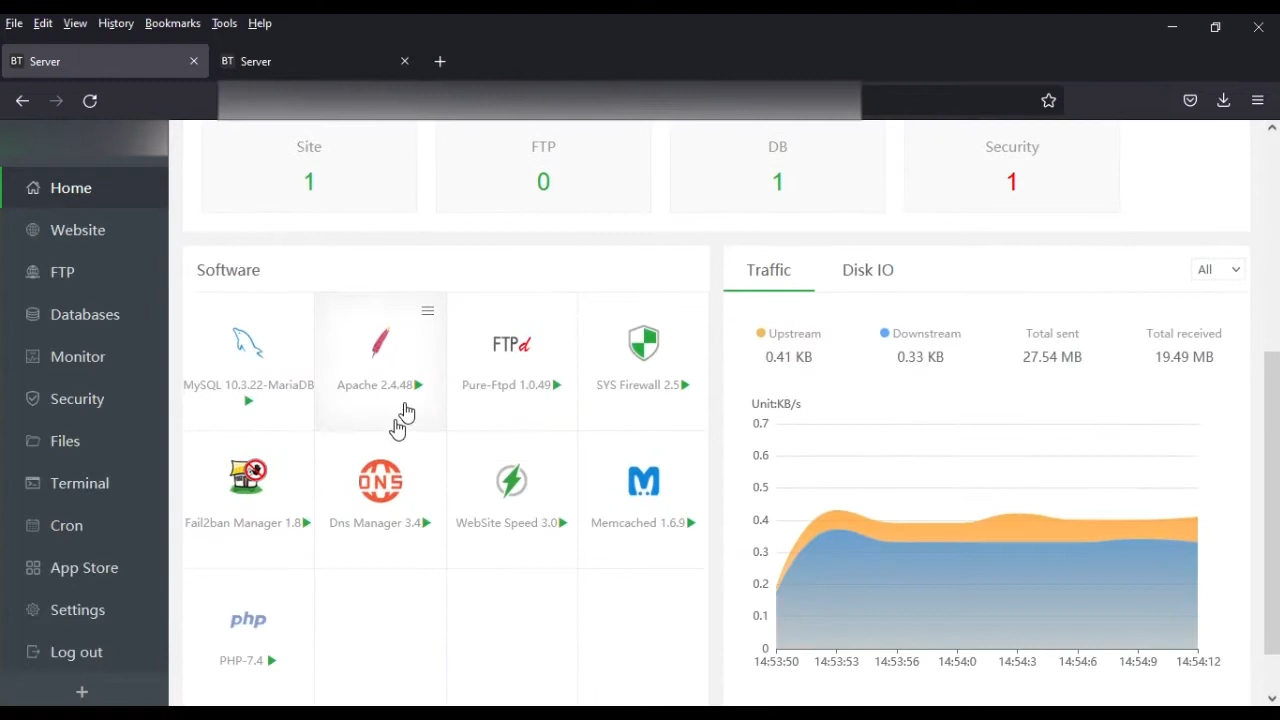 File Edit View History Bookmarks Tools Help
BT Server
BT Server
Home
Website
FTP
Databases
Monitor
Security
Files
Terminal
Cron
App Store
Settings
Log out
Site
1
FTP
0
DB
1
Security
1
Software
MySQL 10.3.22-MariaDB
Apache 2.4.48
Pure-Ftpd 1.0.49
SYS Firewall 2.5
Fail2ban Manager 1.8
DNS
Dns Manager 3.4
WebSite Speed 3.0
Memcached 1.6.9
FTPd
M
php
PHP-7.4
Traffic
Disk IO
All
Upstream
0.41 KB
Downstream
0.33 KB
Total sent
27.54 MB
Total received
19.49 MB
Unit:KB/s
0.7
0.6
0.5
0.4
0.3
0.2
0.1
0
14:53:50 14:53:53 14:53:56 14:54:0 14:54:3 14:54:6 14:54:9 14:54:12